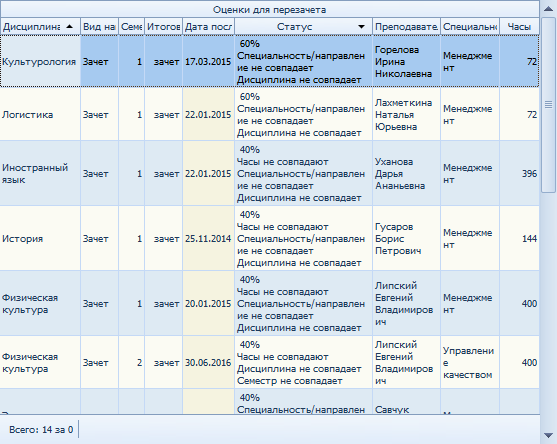 Оценки для перезачета
Дисциплина Вид на Семе Итогов Дата посл Статус Преподавате. Специально Часы
Культурология Зачет 1 зачет 17.03.2015 60% Горелова Менеджме 72
Специальность/направлен Ирина нт
ие не совпадает Николаевна
Дисциплина не совпадает
Логистика Зачет 1 зачет 22.01.2015 60% Лахметкина Менеджме 72
Специальность/направлен Наталья нт
ие не совпадает Юрьевна
Дисциплина не совпадает
Иностранный Зачет 1 зачет 22.01.2015 40% Уханова Менеджме 396
язык Часы не совпадают Дарья нт
Специальность/направлен Ананьевна
ие не совпадает
Дисциплина не совпадает
История Зачет 1 зачет 25.11.2014 40% Гусаров Менеджме 144
Часы не совпадают Борис нт
Специальность/направлен Петрович
ие не совпадает
Дисциплина не совпадает
Физическая Зачет 1 зачет 20.01.2015 40% Липский Менеджме 400
культура Часы не совпадают Евгений нт
Специальность/направлен Владимиров
ие не совпадает ич
Дисциплина не совпадает
Физическая Зачет 2 зачет 30.06.2016 40% Липский Управлени 400
культура Часы не совпадают Евгений е
Дисциплина не совпадает Владимиров качеством
Семестр не совпадает ич
40%
Специальность/направлен Савчук
Всего: 14 за 0